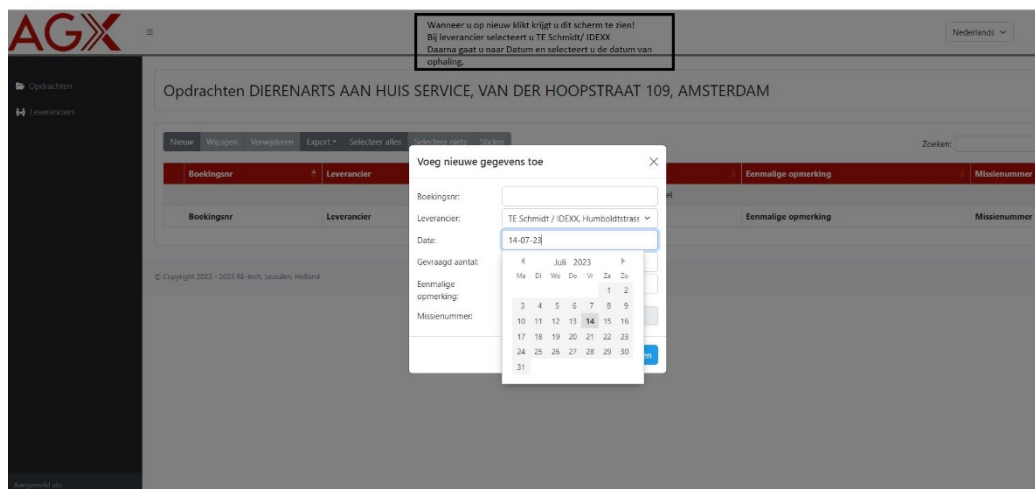 AGX
Wanneer u op nieuw klikt krijgt u dit scherm te zien!
Bij leverancier selecteert u TE Schmidt/ IDEXX
Daarna gaat u naar Datum en selecteert u de datum van
ophaling.
Nederlands
Opdrachten
Leveranciers
Opdrachten DIERENARTS AAN HUIS SERVICE, VAN DER HOOPSTRAAT 109, AMSTERDAM
Nieuw Wijzigen Verwijderen Export Selecteer alles Selecteer niets Sticker
Zoeken:
Boekingsnr Leverancier Eenmalige opmerking Missienummer
Boekingsnr Leverancier Eenmalige opmerking Missienummer
Voeg nieuwe gegevens toe
Boekingsnr:
Leverancier: TE Schmidt / IDEXX, Humboldtstrass
Date: 14-07-23
Gevraagd aantal:
Eenmalige
opmerking:
Missienummer:
Juli 2023
Ma Di Wo Do Vr Za Zo
1 2
3 4 5 6 7 8 9
10 11 12 13 14 15 16
17 18 19 20 21 22 23
24 25 26 27 28 29 30
31
en
© Copyright 2023 - 2023 RE-tech, Leusden, Holland
Aangemeld als